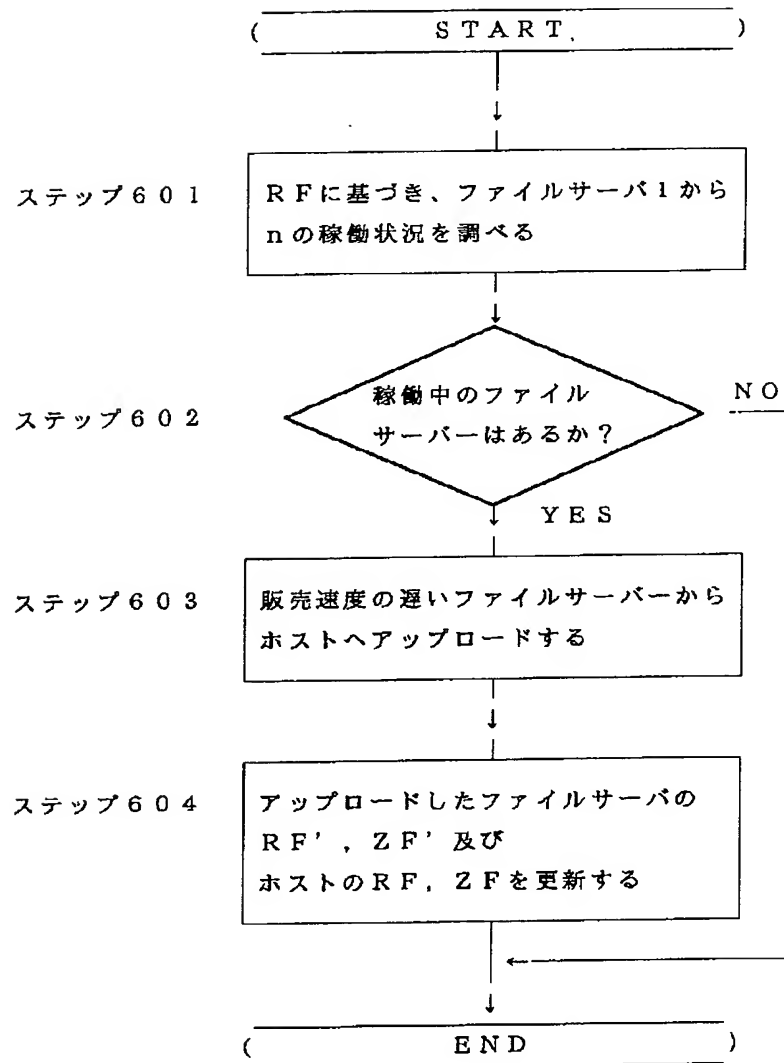 START
ステップ601
RFに基づき、ファイルサーバ1から
nの稼働状況を調べる
ステップ602
稼働中のファイル
サーバーはあるか?
NO
YES
ステップ603
販売速度の遅いファイルサーバーから
ホストへアップロードする
ステップ604
アップロードしたファイルサーバの
RF',ZF'及び
ホストのRF,ZFを更新する
END